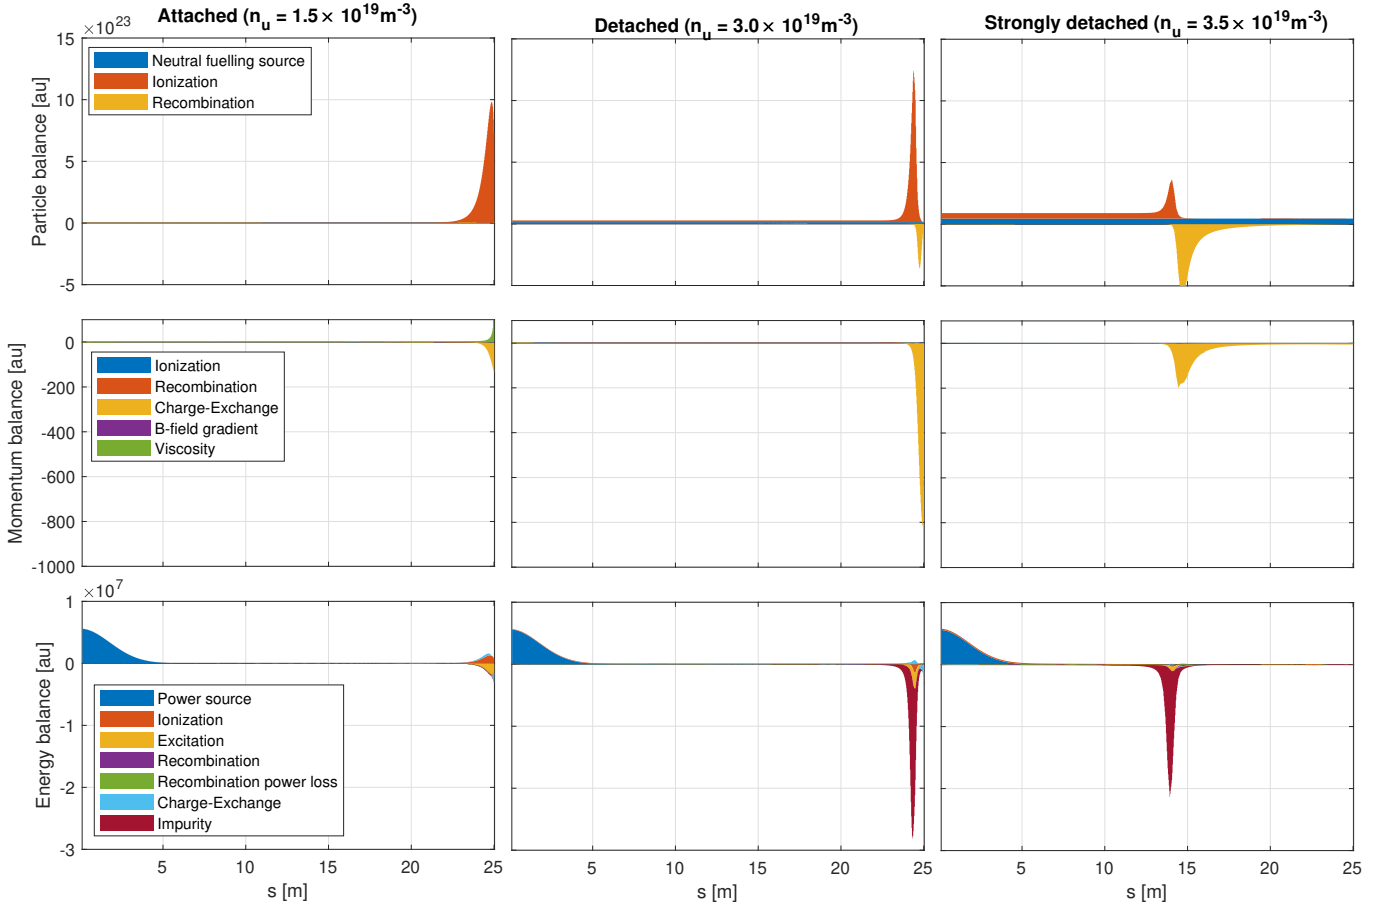 Attached (n_u = 1.5 × 10^19 m^-3)
Detached (n_u = 3.0 × 10^19 m^-3)
Strongly detached (n_u = 3.5 × 10^19 m^-3)
×10^23
15
10
5
0
-5
Particle balance [au]
Neutral fuelling source
Ionization
Recombination
0
-200
-400
-600
-800
-1000
Momentum balance [au]
Ionization
Recombination
Charge-Exchange
B-field gradient
Viscosity
×10^7
1
0
-1
-2
-3
Energy balance [au]
Power source
Ionization
Excitation
Recombination
Recombination power loss
Charge-Exchange
Impurity
5 10 15 20 25
5 10 15 20 25
5 10 15 20 25
s [m]
s [m]
s [m]